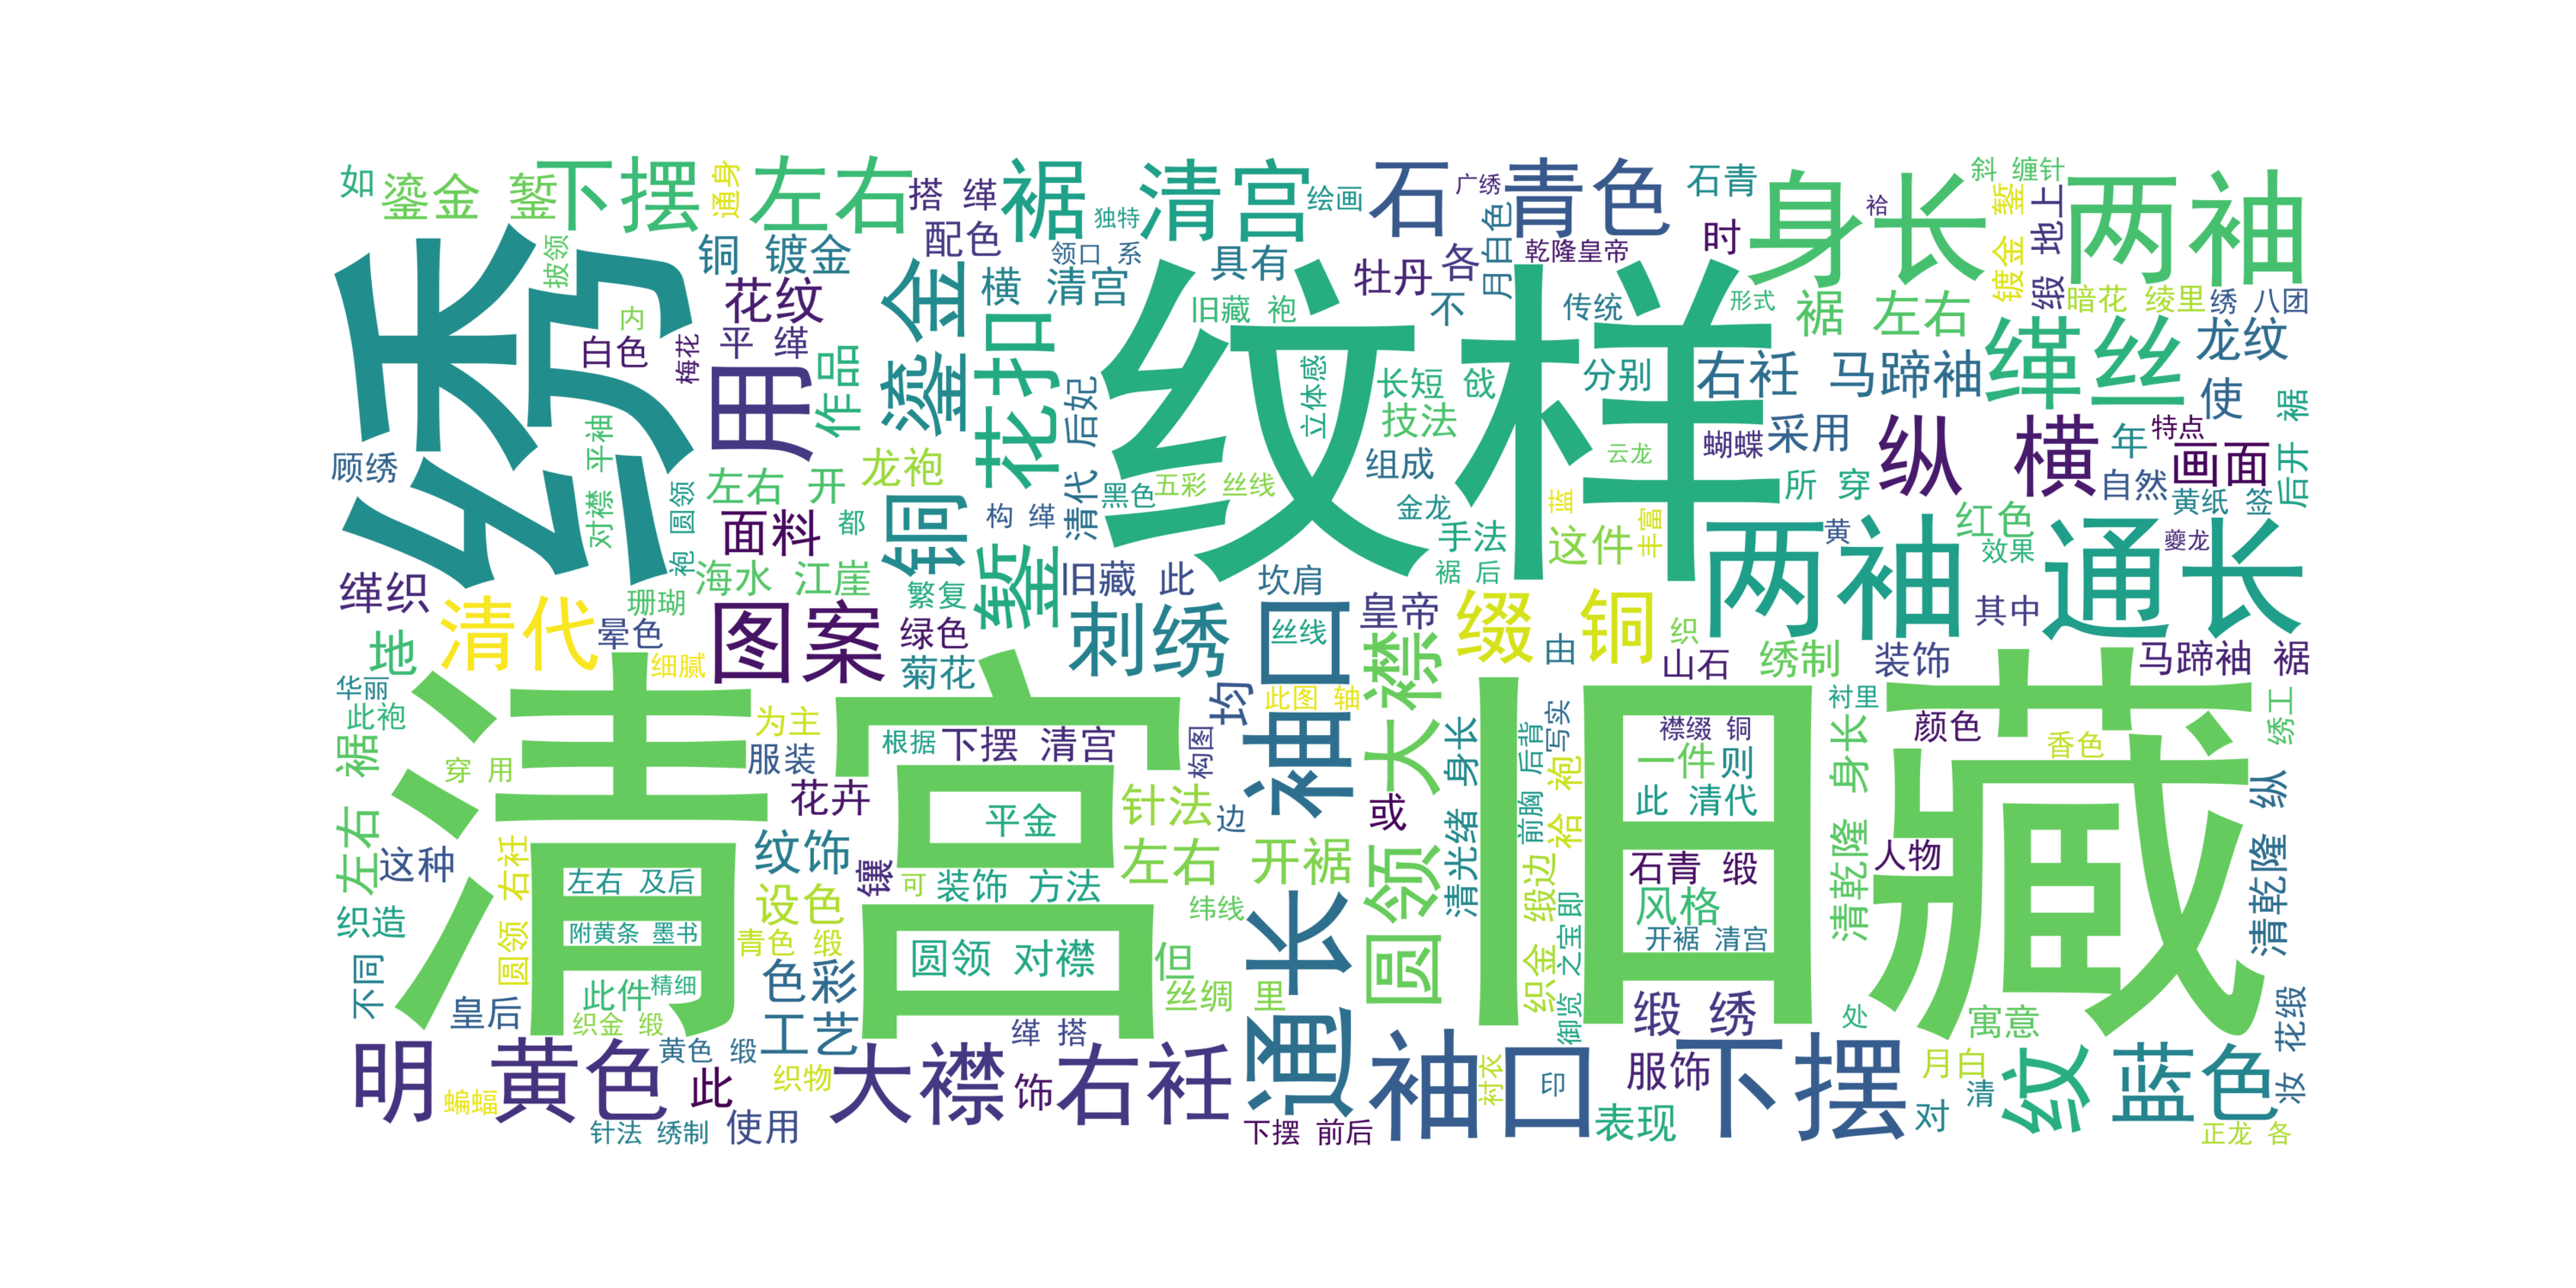 如
鎏金 錾
下摆
通身
左右
搭 缂
裾 清宫
独特
绘画
石 青色
广绣
石青
身长
袷
两袖
斜 缠针
镀金 錾
缎 地上
绣
披领
铜 镀金
配色
领口 系
具有
牡丹
各
月白色
乾隆皇帝
时
内
白色
梅花
花纹
平 缂
鎏金
横 清宫
旧藏 袍
不
传统
形式
裾 左右
暗花 绫里
绣 八团
用
作品
铜
花扣
錾
清代 后妃
纹样
立体感
长短 戗
技法
分别
右衽 马蹄袖
缂丝
龙纹
使
后开 裾
顾绣
对襟 平袖
袍 圆领
左右 开
龙袍
黑色
五彩 丝线
组成
金龙
云龙
蝴蝶
采用
纵 横
年
特点
画面
自然
黄纸 签
面料
都
构 缂
手法
蓝
这件
丰富
所 穿
两袖 通长
黄
红色
效果
夔龙
缂织
珊瑚
海水 江崖
繁复
旧藏 此
坎肩
裾 后
皇帝
缀 铜
织
其中
地
清代
晕色
细腻
图案
绿色
菊花
刺绣
口
丝线
由
山石
绣制
装饰
马蹄袖 裾
华丽
此袍
左右 裾
穿 用
清宫
旧藏
为主
服装
根据
下摆 清宫
构图
均
此图 轴
袖
圆领 大襟
清光绪 身长
前胸 后背
写实
襟缀 铜
衬里
清乾隆 身长
颜色
香色
绣工
清乾隆 纵
花卉
平金
针法
边
或
织金 缎边
袷 袍
一件
则
此 清代
人物
这种
圆领 右衽
左右 及后
纹饰
镶
可
装饰 方法
左右 开裾
石青 缎
风格
织造
附黄条 墨书
设色
青色 缎
纬线
通长
御览 之宝
即
开裾 清宫
不同
皇后
此件
精细
织金 缎
色彩
圆领 对襟
但
丝绸 里
缎 绣
处
寓意
妆 花缎
明 黄色
蝙蝠
黄色 缎
此
工艺
织物
缂 搭
大襟
饰
右衽
袖口
衬衣
印
服饰
下摆
月白
清
纹
蓝色
针法 绣制
使用
下摆 前后
表现
对
正龙 各